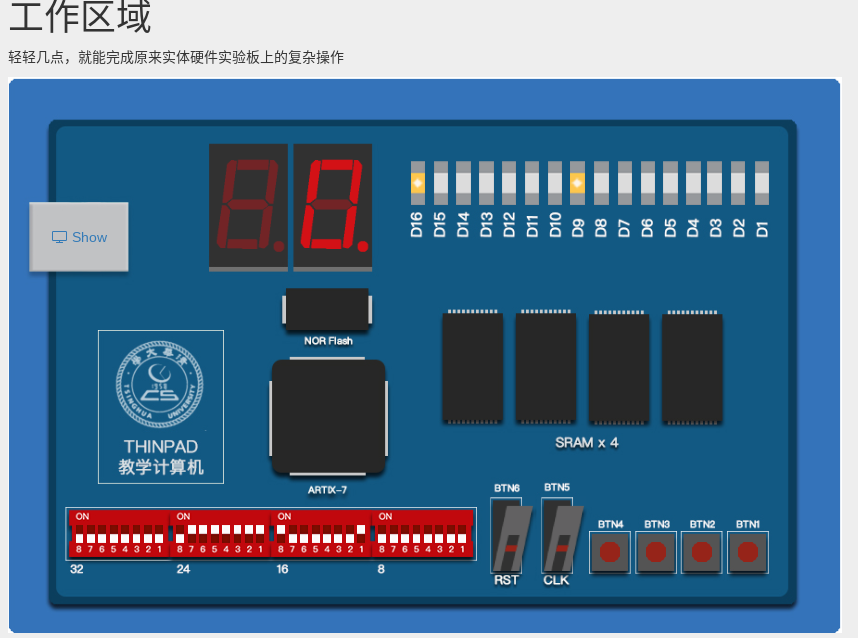 工作区域
轻轻几点，就能完成原来实体硬件实验板上的复杂操作
D16 D15 D14 D13 D12 D11 D10 D9 D8 D7 D6 D5 D4 D3 D2 D1
Show
NOR Flash
TSINGHUA UNIVERSITY
THINPAD
教学计算机
SRAM x 4
ARTIX-7
BTN6 BTN5
BTN4 BTN3 BTN2 BTN1
ON ON ON ON
8 7 6 5 4 3 2 1 8 7 6 5 4 3 2 1 8 7 6 5 4 3 2 1 8 7 6 5 4 3 2 1
32 24 16 8
RST CLK